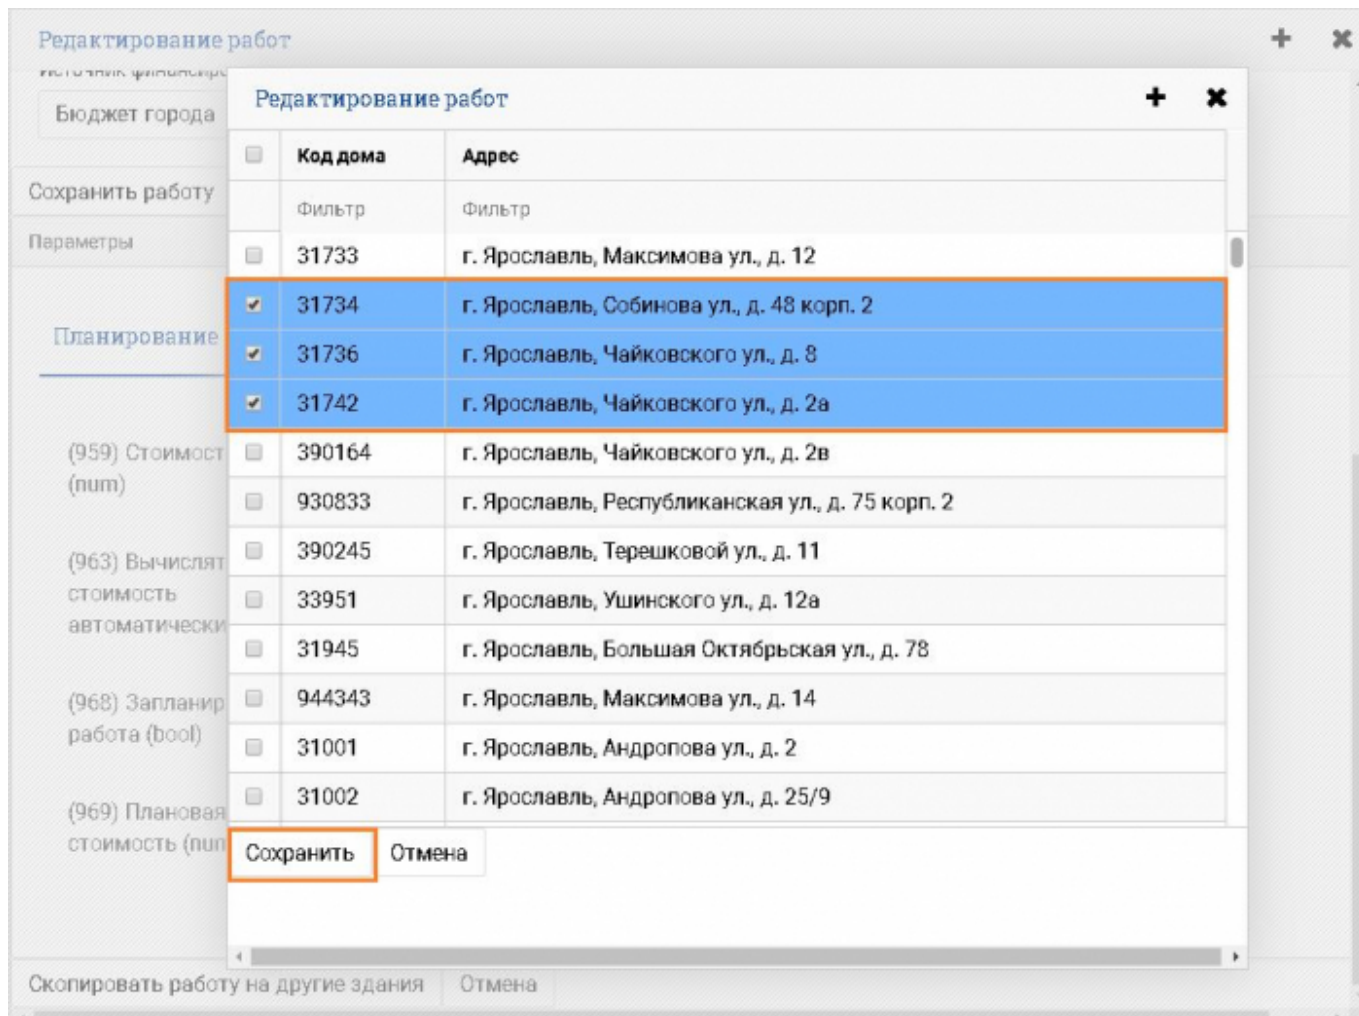 Редактирование работ
Бюджет города
Сохранить работу
Параметры
Планирование
(959)
(num)
(963)
стоимость
автоматически
(968)
работа (bool)
(969) Плановая
стоимость
Скопировать работу на другие здания
Отмена
Редактирование работ
Код дома Адрес
Фильтр Фильтр
31733 г. Ярославль, Максимова ул., д. 12
31734 г. Ярославль, Собинова ул., д. 48 корп. 2
31736 г. Ярославль, Чайковского ул., д. 8
31742 г. Ярославль, Чайковского ул., д. 2а
390164 г. Ярославль, Чайковского ул., д. 2в
930833 г. Ярославль, Республиканская ул., д. 75 корп. 2
390245 г. Ярославль, Терешковой ул., д. 11
33951 г. Ярославль, Ушинского ул., д. 12а
31945 г. Ярославль, Большая Октябрьская ул., д. 78
944343 г. Ярославль, Максимова ул., д. 14
31001 г. Ярославль, Андропова ул., д. 2
31002 г. Ярославль, Андропова ул., д. 25/9
Сохранить Отмена